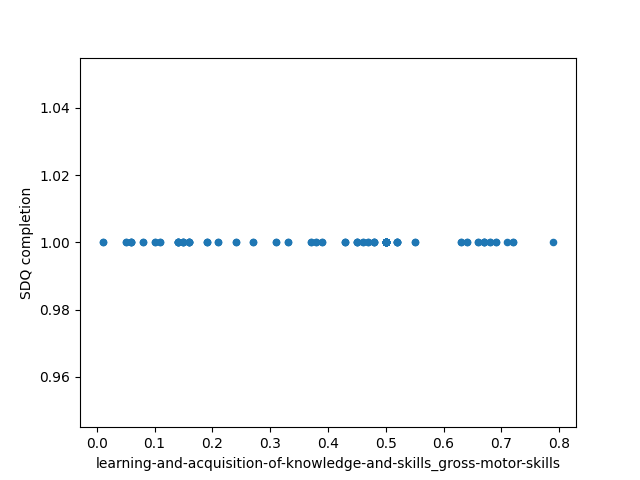 1.04
1.02
1.00
0.98
0.96
SDQ completion
0.0 0.1 0.2 0.3 0.4 0.5 0.6 0.7 0.8
learning-and-acquisition-of-knowledge-and-skills_gross-motor-skills